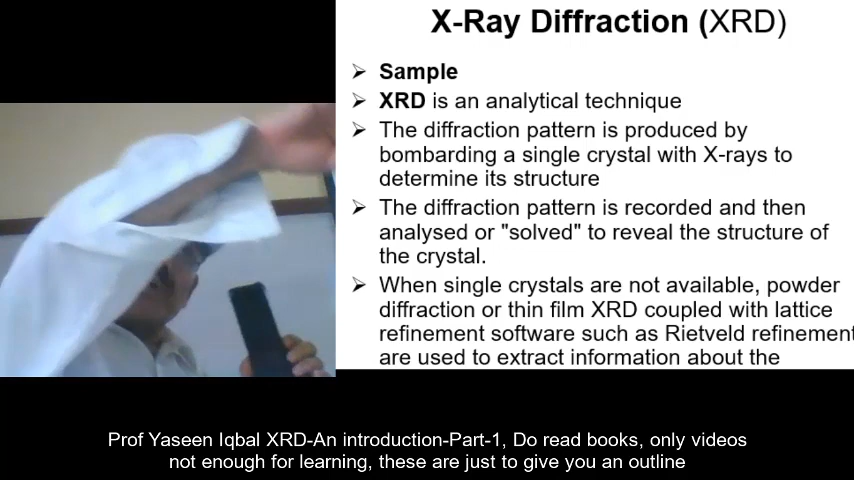 X-Ray Diffraction (XRD)
➢ Sample
➢ XRD is an analytical technique
➢ The diffraction pattern is produced by
bombarding a single crystal with X-rays to
determine its structure
➢ The diffraction pattern is recorded and then
analysed or "solved" to reveal the structure of
the crystal.
➢ When single crystals are not available, powder
diffraction or thin film XRD coupled with lattice
refinement software such as Rietveld refinement
are used to extract information about the
Prof Yaseen Iqbal XRD-An introduction-Part-1, Do read books, only videos
not enough for learning, these are just to give you an outline